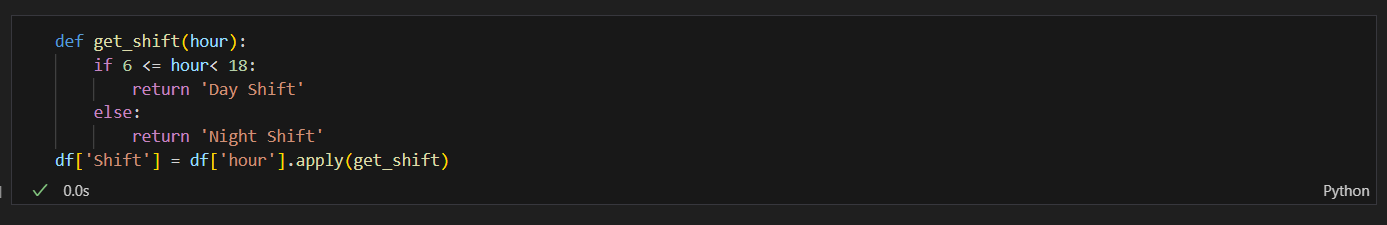 def get_shift(hour):
    if 6 <= hour< 18:
        return 'Day Shift'
    else:
        return 'Night Shift'
df['Shift'] = df['hour'].apply(get_shift)
✓ 0.0s Python